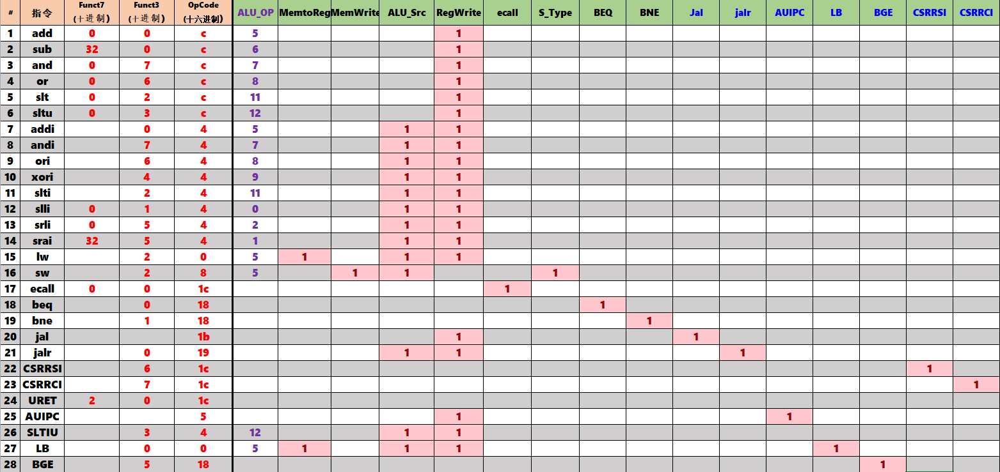 # 指令 Funct7 (十进制) Funct3 (十进制) OpCode (十六进制) ALU_OP MemtoReg MemWrite ALU_Src RegWrite ecall S_Type BEQ BNE Jal jalr AUIPC LB BGE CSRRSI CSRRCI
1 add 0 0 c 5 1
2 sub 32 0 c 6 1
3 and 0 7 c 7 1
4 or 0 6 c 8 1
5 slt 0 2 c 11 1
6 sltu 0 3 c 12 1
7 addi 0 4 5 1 1
8 andi 7 4 7 1 1
9 ori 6 4 8 1 1
10 xori 4 4 9 1 1
11 slti 2 4 11 1 1
12 slli 0 1 4 0 1 1
13 srli 0 5 4 2 1 1
14 srai 32 5 4 1 1 1
15 lw 2 0 5 1 1 1
16 sw 2 8 5 1 1 1
17 ecall 0 0 1c 1
18 beq 0 18 1
19 bne 1 18 1
20 jal 1b 1 1
21 jalr 0 19 1 1 1
22 CSRRSI 6 1c 1
23 CSRRCI 7 1c 1
24 URET 2 0 1c
25 AUIPC 5 1 1
26 SLTIU 3 4 12 1 1
27 LB 0 0 5 1 1 1 1
28 BGE 5 18 1